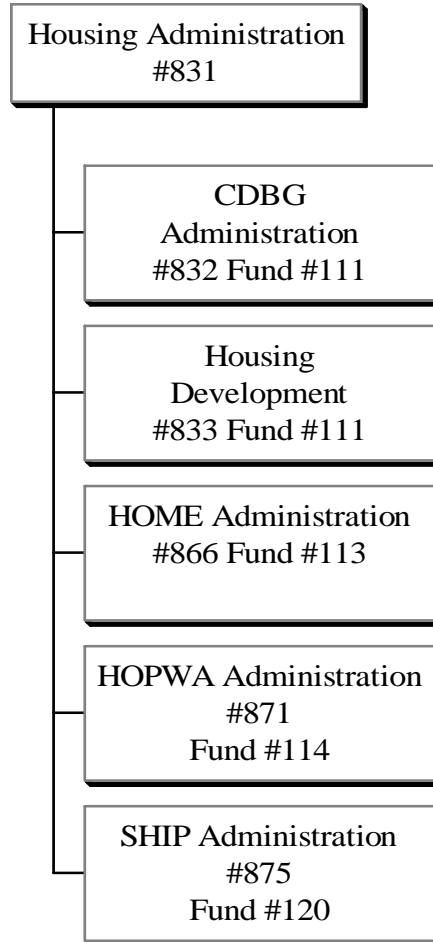 Housing Administration
#831
CDBG
Administration
#832 Fund #111
Housing
Development
#833 Fund #111
HOME Administration
#866 Fund #113
HOPWA Administration
#871
Fund #114
SHIP Administration
#875
Fund #120